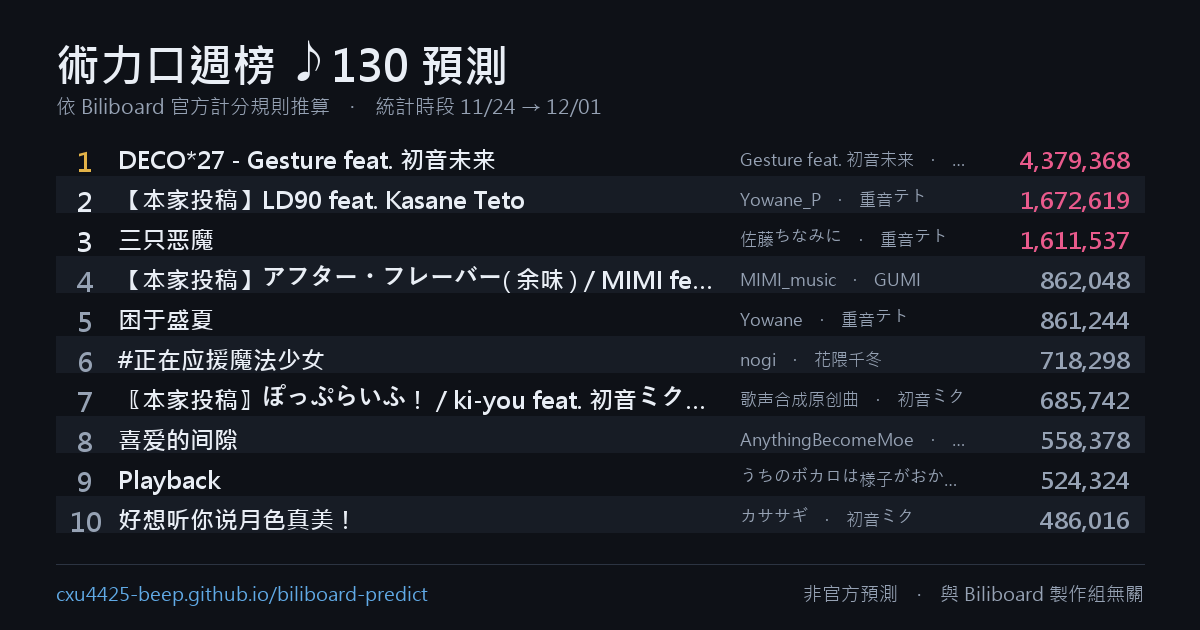 術力口週榜 ♪130 預測
依 Biliboard 官方計分規則推算 · 統計時段 11/24 → 12/01
1 DECO*27 - Gesture feat. 初音未来 Gesture feat. 初音未来 · ... 4,379,368
2 【本家投稿】LD90 feat. Kasane Teto Yowane_P · 重音テト 1,672,619
3 三只恶魔 佐藤ちなみに · 重音テト 1,611,537
4 【本家投稿】アフター・フレーバー(余味) / MIMI fe... MIMI_music · GUMI 862,048
5 困于盛夏 Yowane · 重音テト 861,244
6 #正在应援魔法少女 nogi · 花隈千冬 718,298
7 〖本家投稿〗ぽっぷらいふ！ / ki-you feat. 初音ミク... 歌声合成原创曲 · 初音ミク 685,742
8 喜爱的间隙 AnythingBecomeMoe · ... 558,378
9 Playback うちのボカロは様子がおか... 524,324
10 好想听你说月色真美！ カササギ · 初音ミク 486,016
cxu4425-beep.github.io/biliboard-predict 非官方預測 · 與 Biliboard 製作組無關